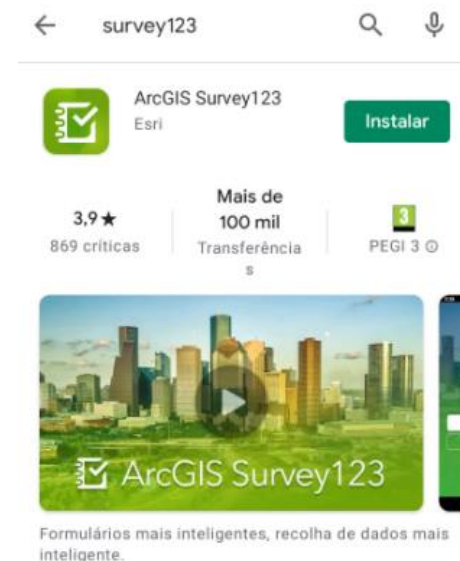 survey123
ArcGIS Survey123
Esri
Instalar
3,9★
869 críticas
Mais de
100 mil
Transferência
s
3
PEGI 3
ArcGIS Survey123
Formulários mais inteligentes, recolha de dados mais
inteligente.